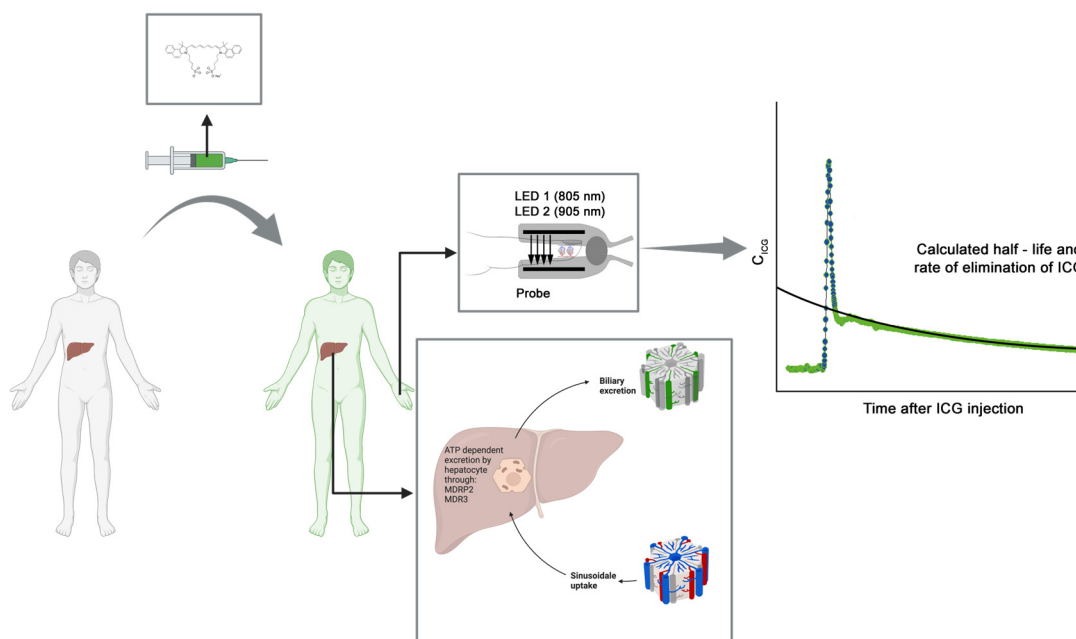 LED 1 (805 nm)
LED 2 (905 nm)
Probe
C ICG
Calculated half - life and
rate of elimination of ICG
Time after ICG injection
Biliary
excretion
ATP dependent
excretion by
hepatocyte
through:
MDRP2
MDR3
Sinusoidale
uptake